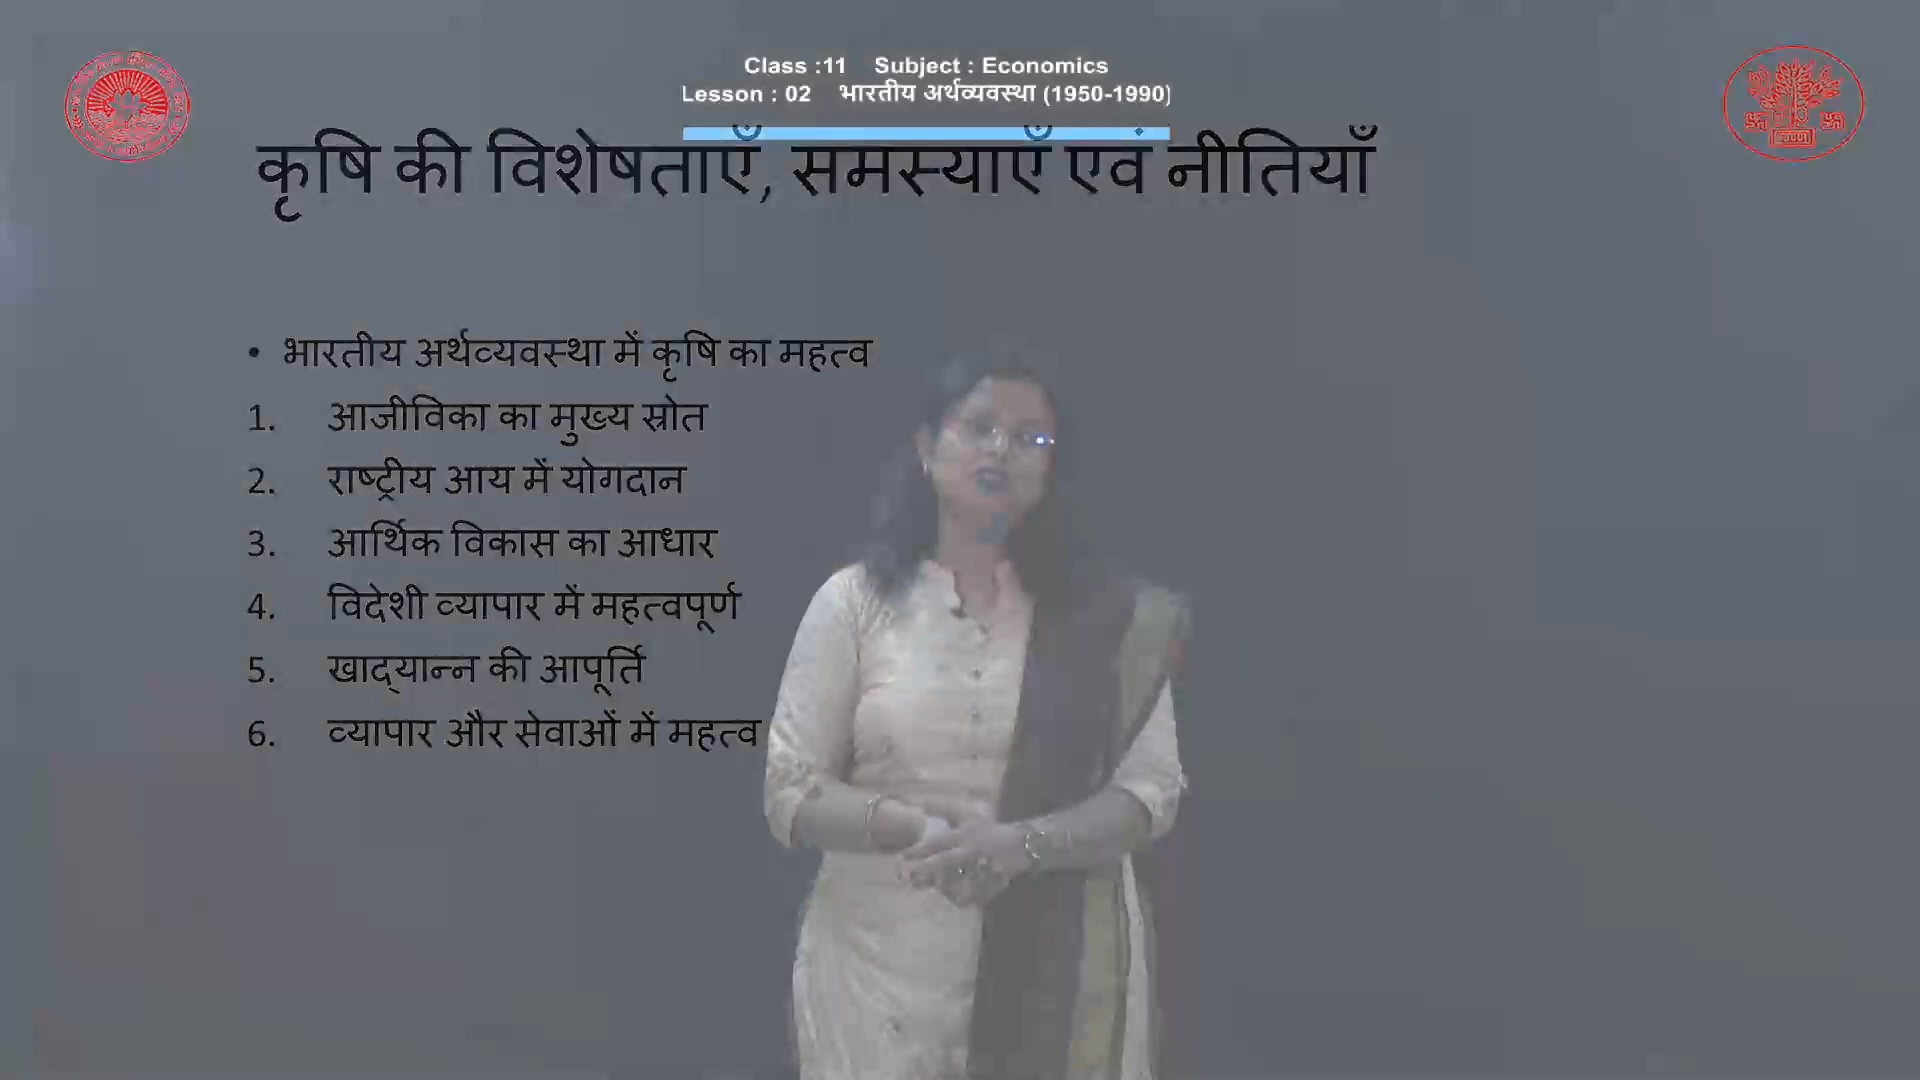 Class :11 Subject : Economics
Lesson : 02 भारतीय अर्थव्यवस्था (1950-1990)
कृषि की विशेषताएँ, समस्याएँ एवं नीतियाँ
• भारतीय अर्थव्यवस्था में कृषि का महत्व
1. आजीविका का मुख्य स्रोत
2. राष्ट्रीय आय में योगदान
3. आर्थिक विकास का आधार
4. विदेशी व्यापार में महत्वपूर्ण
5. खाद्यान्न की आपूर्ति
6. व्यापार और सेवाओं में महत्व